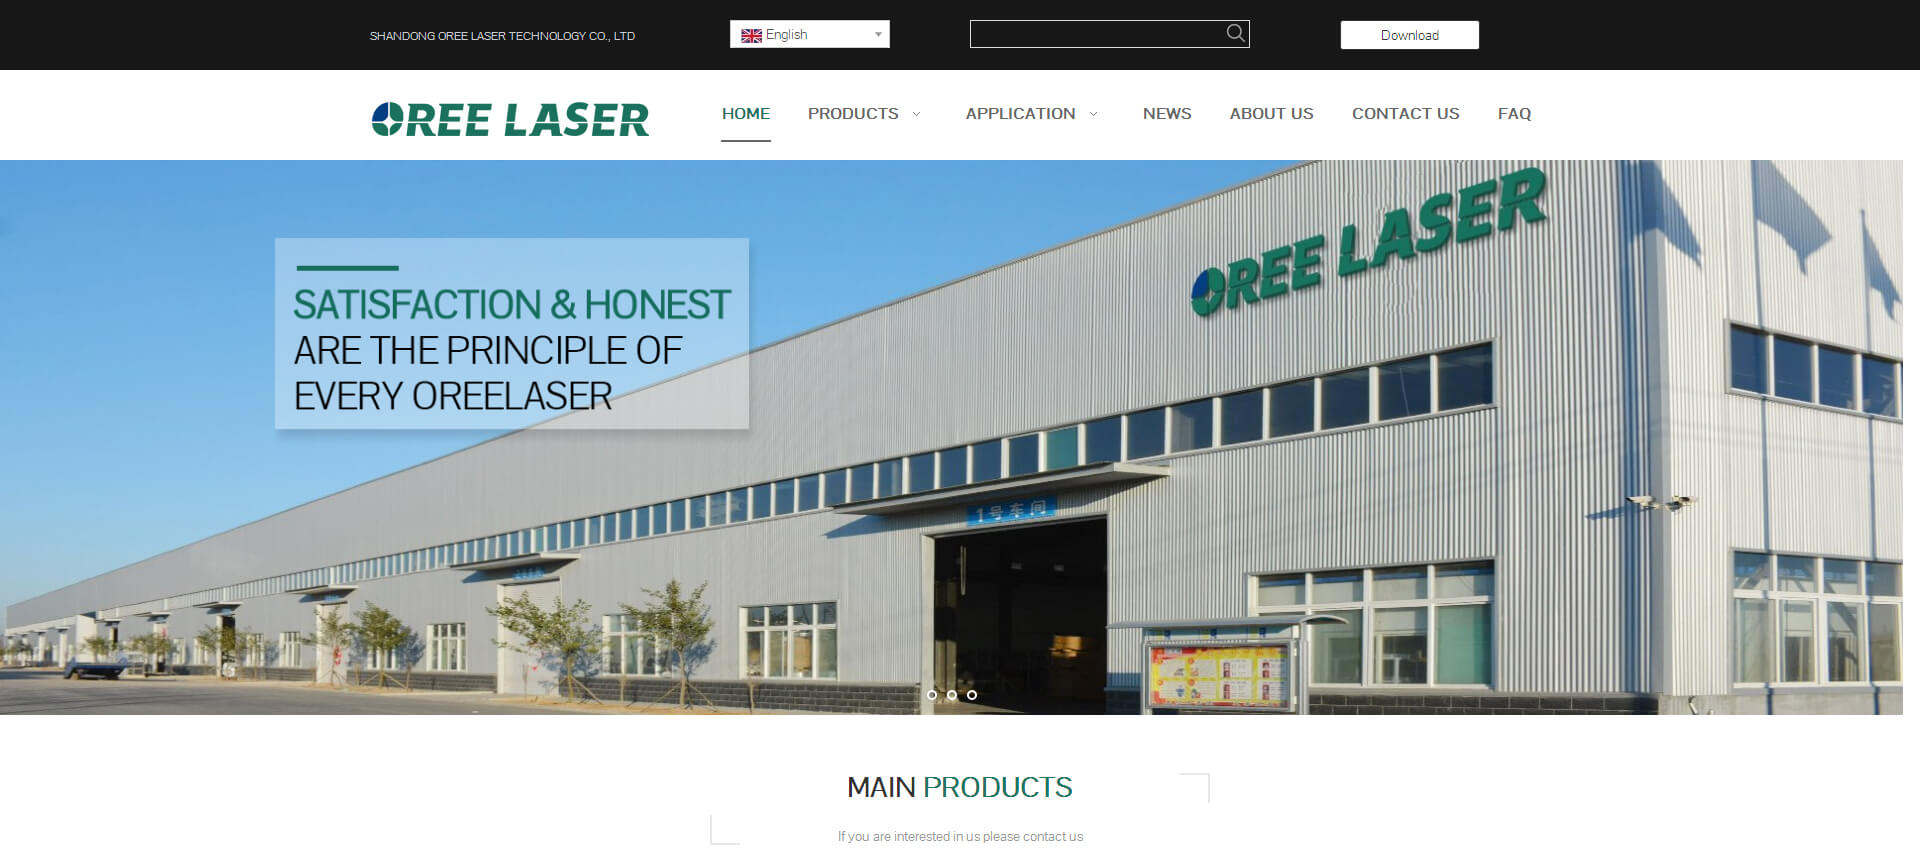 SHANDONG OREE LASER TECHNOLOGY CO., LTD
English
Download
OREE LASER
HOME
PRODUCTS
APPLICATION
NEWS
ABOUT US
CONTACT US
FAQ
OREE LASER
SATISFACTION & HONEST
ARE THE PRINCIPLE OF
EVERY OREELASER
1号车间
MAIN PRODUCTS
If you are interested in us please contact us